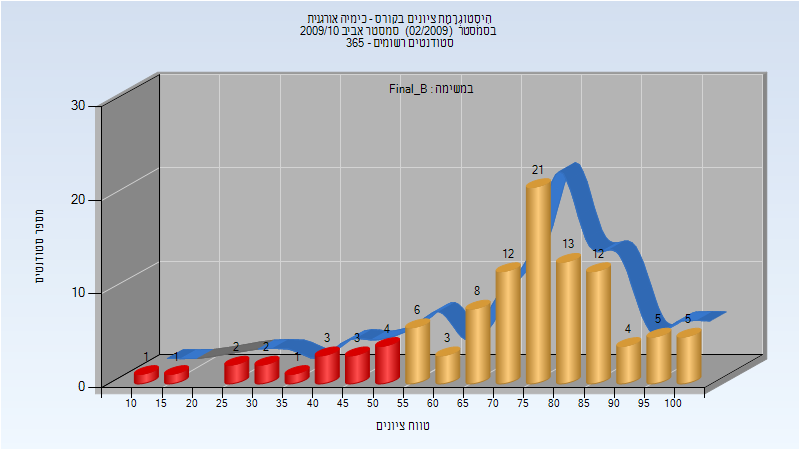 היסטוגרמת ציונים בקורס - כימיה אורגנית
בסמסטר (02/2009) סמסטר אביב 2009/10
סטודנטים רשומים - 365
במשימה : Final_B
30
20
10
0
מספר סטודנטים
1 1 2 2 1 3 3 4 6 3 8 12 21 13 12 4 5 5
10 15 20 25 30 35 40 45 50 55 60 65 70 75 80 85 90 95 100
טווח ציונים